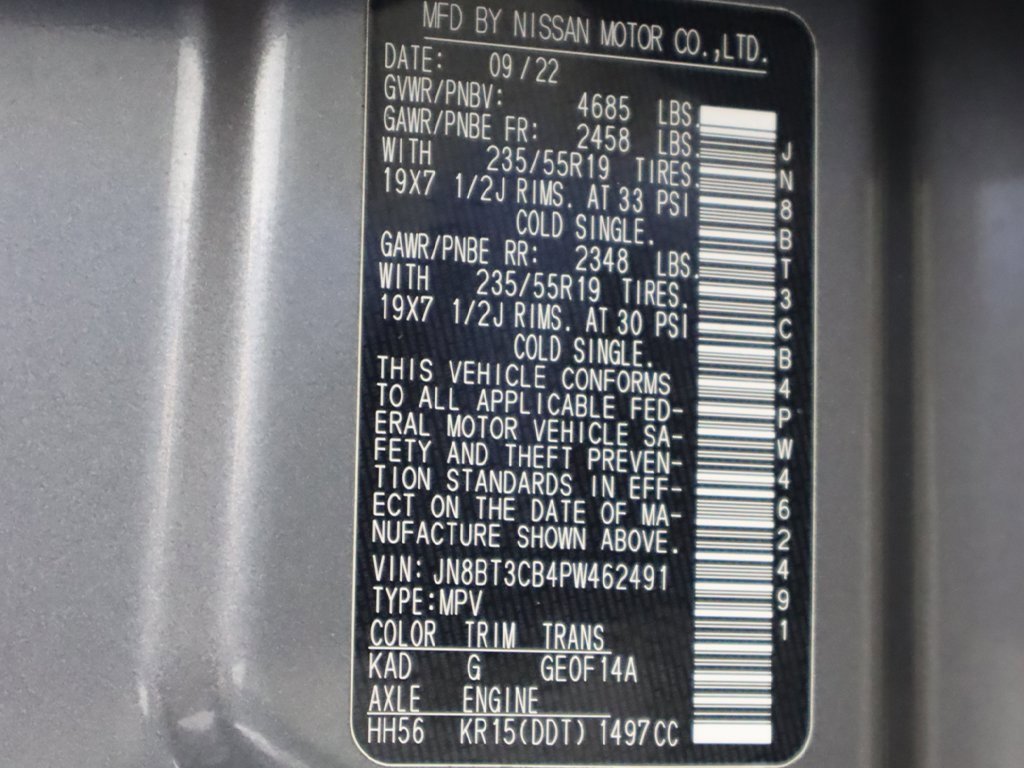 MFD BY NISSAN MOTOR CO.,LTD.
DATE: 09/22
GVWR/PNBV: 4685 LBS.
GAWR/PNBE FR: 2458 LBS.
WITH 235/55R19 TIRES.
19X7 1/2J RIMS. AT 33 PSI
COLD SINGLE.
GAWR/PNBE RR: 2348 LBS.
WITH 235/55R19 TIRES.
19X7 1/2J RIMS. AT 30 PSI
COLD SINGLE.
THIS VEHICLE CONFORMS
TO ALL APPLICABLE FED-
ERAL MOTOR VEHICLE SA-
FETY AND THEFT PREVEN-
TION STANDARDS IN EFF-
ECT ON THE DATE OF MA-
NUFACTURE SHOWN ABOVE.
VIN: JN8BT3CB4PW462491
TYPE:MPV
COLOR TRIM TRANS
KAD G GEOF14A
AXLE ENGINE
HH56 KR15(DDT) 1497CC
JN8BT3CB4PW462491